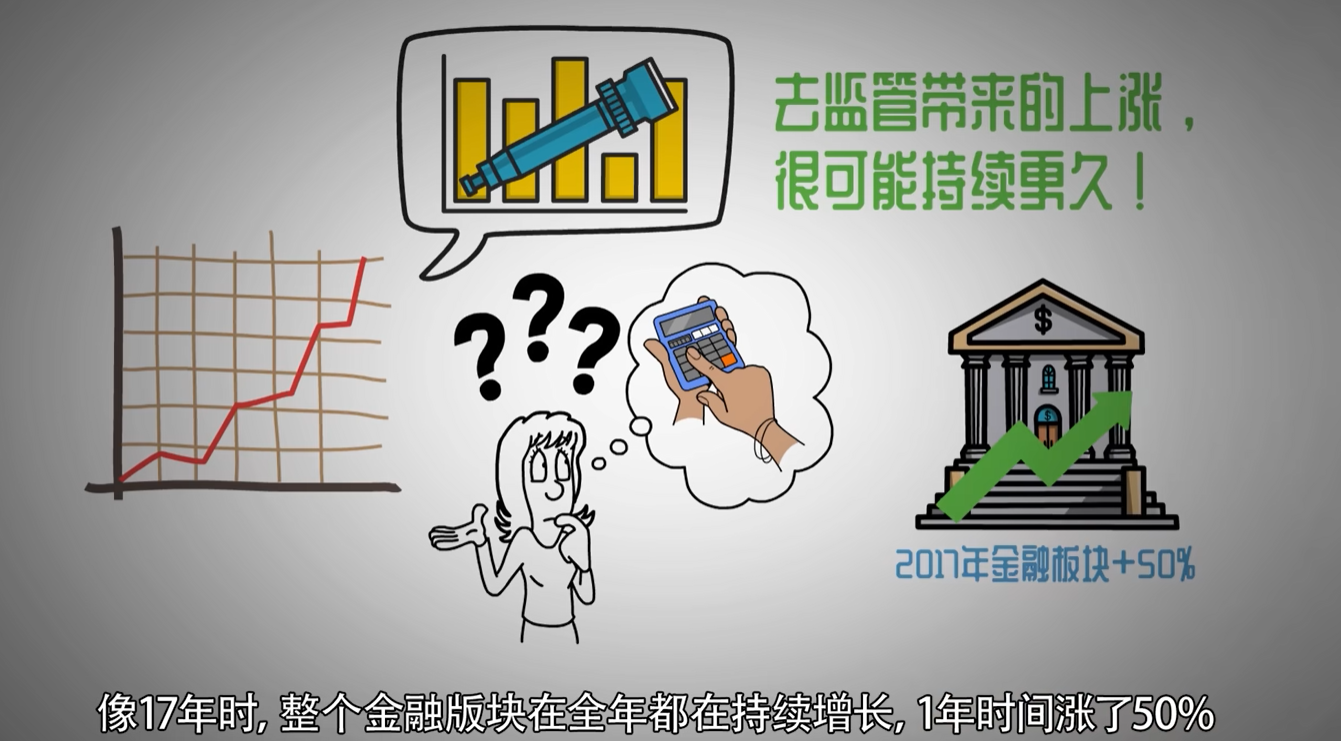 去监管带来的上涨，
很可能持续更久！
???
$
2017年金融板块+50%
像17年时, 整个金融版块在全年都在持续增长, 1年时间涨了50%